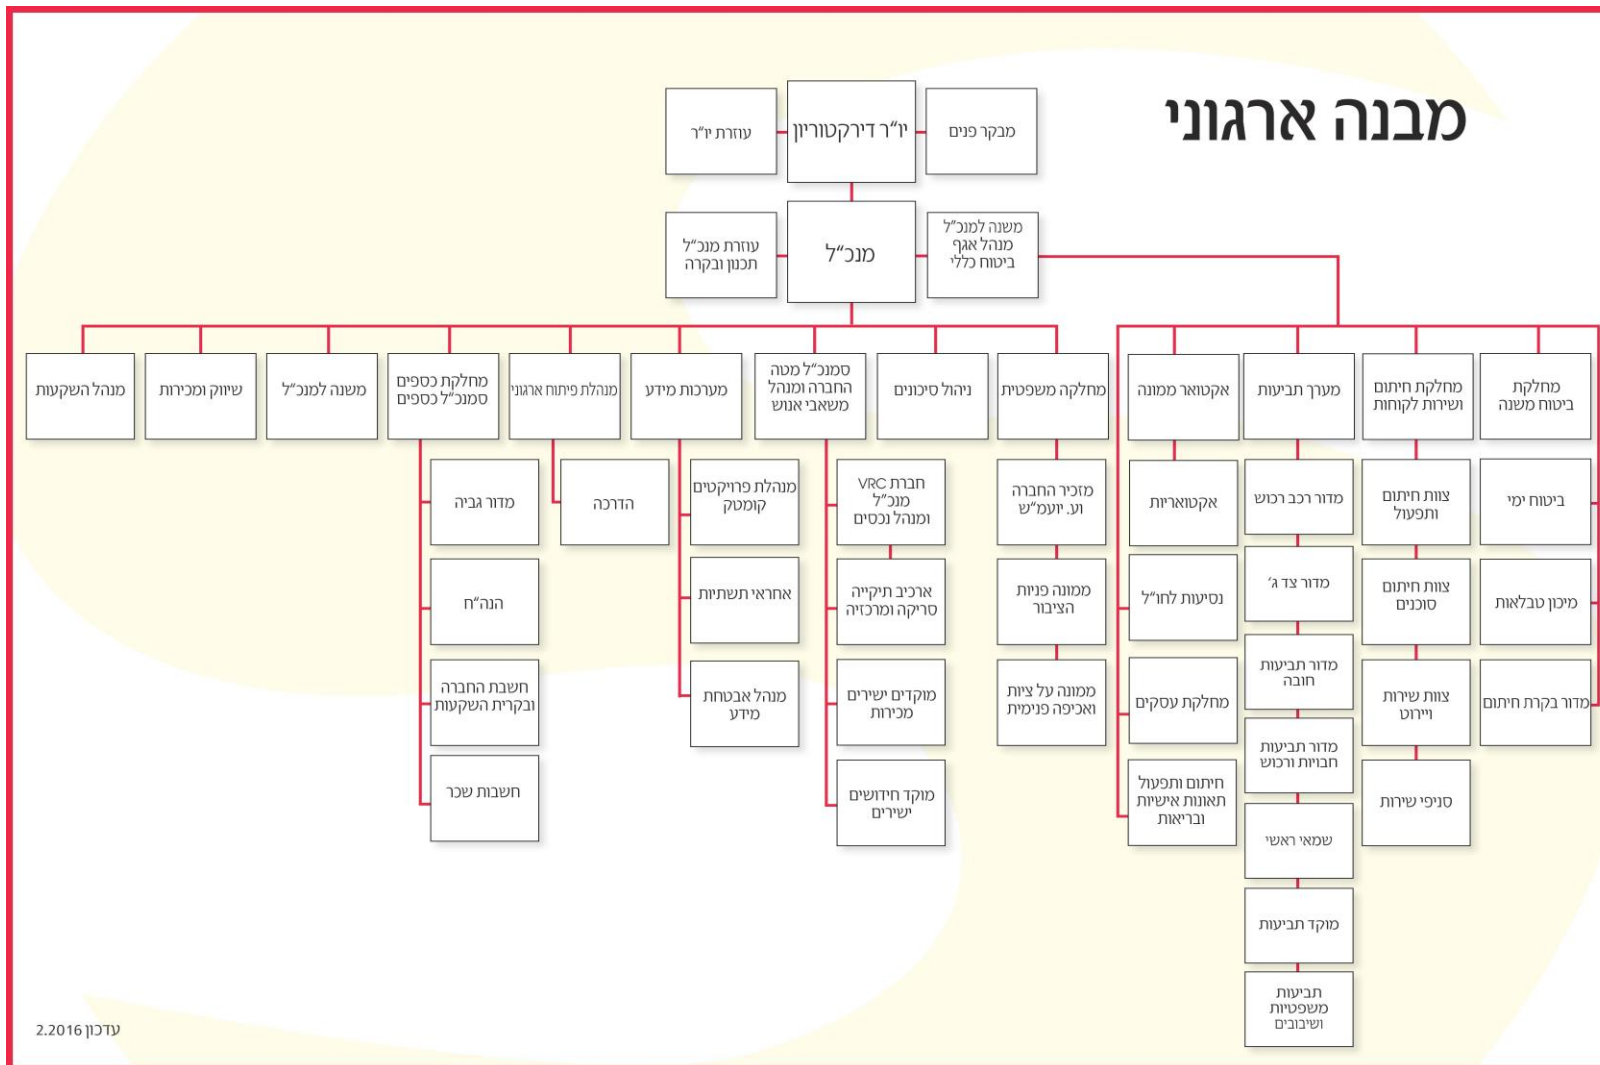 מבנה ארגוני
מבקר פנים
יו"ר דירקטוריון
עוזרת יו"ר
משנה למנכ"ל
מנהל אגף
ביטוח כללי
מנכ"ל
עוזרת מנכ"ל
תכנון ובקרה
מחלקת
ביטוח משנה
מחלקת חיתום
ושירות לקוחות
מערך תביעות
אקטואר ממונה
מחלקה משפטית
ניהול סיכונים
סמנכ"ל מטה
החברה ומנהל
משאבי אנוש
מערכות מידע
מנהלת פיתוח ארגוני
מחלקת כספים
סמנכ"ל כספים
משנה למנכ"ל
שיווק ומכירות
מנהל השקעות
ביטוח ימי
מיכון טבלאות
מדור בקרת חיתום
צוות חיתום
ותפעול
צוות חיתום
סוכנים
צוות שירות
ויירוט
סניפי שירות
מדור רכב רכוש
מדור צד ג'
מדור תביעות
חובה
מדור תביעות
חבויות ורכוש
שמאי ראשי
מוקד תביעות
תביעות
משפטיות
ושיבובים
אקטואריות
נסיעות לחו"ל
מחלקת עסקים
חיתום ותפעול
תאונות אישיות
ובריאות
מזכיר החברה
וע. יועמ"ש
ממונה פניות
הציבור
ממונה על ציות
ואכיפה פנימית
חברת VRC
מנכ"ל
ומנהל נכסים
ארכיב תיקייה
סריקה ומרכזיה
מוקדים ישירים
מכירות
מוקד חידושים
ישירים
מנהלת פרויקטים
קומטק
אחראי תשתיות
מנהל אבטחת
מידע
הדרכה
מדור גביה
הנה"ח
חשבת החברה
ובקרית השקעות
חשבות שכר
עדכון 2.2016